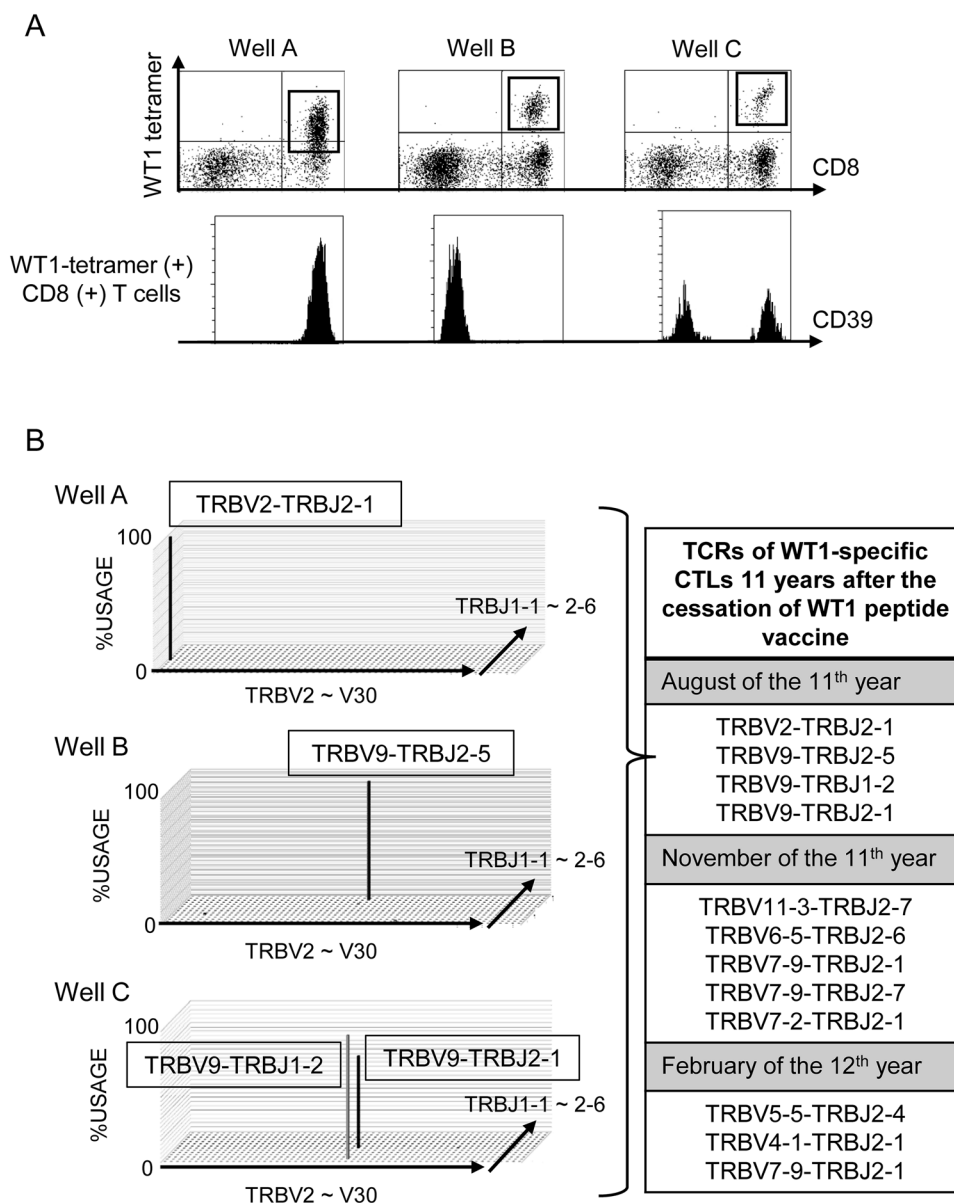 A
Well A
Well B
Well C
WT1 tetramer
CD8
WT1-tetramer (+)
CD8 (+) T cells
CD39
B
Well A
TRBV2-TRBJ2-1
100
%USAGE
0
TRBJ1-1 ~ 2-6
TRBV2 ~ V30
Well B
TRBV9-TRBJ2-5
100
%USAGE
0
TRBJ1-1 ~ 2-6
TRBV2 ~ V30
Well C
100
TRBV9-TRBJ1-2
TRBV9-TRBJ2-1
%USAGE
0
TRBJ1-1 ~ 2-6
TRBV2 ~ V30
TCRs of WT1-specific
CTLs 11 years after the
cessation of WT1 peptide
vaccine
August of the 11th year
TRBV2-TRBJ2-1
TRBV9-TRBJ2-5
TRBV9-TRBJ1-2
TRBV9-TRBJ2-1
November of the 11th year
TRBV11-3-TRBJ2-7
TRBV6-5-TRBJ2-6
TRBV7-9-TRBJ2-1
TRBV7-9-TRBJ2-7
TRBV7-2-TRBJ2-1
February of the 12th year
TRBV5-5-TRBJ2-4
TRBV4-1-TRBJ2-1
TRBV7-9-TRBJ2-1